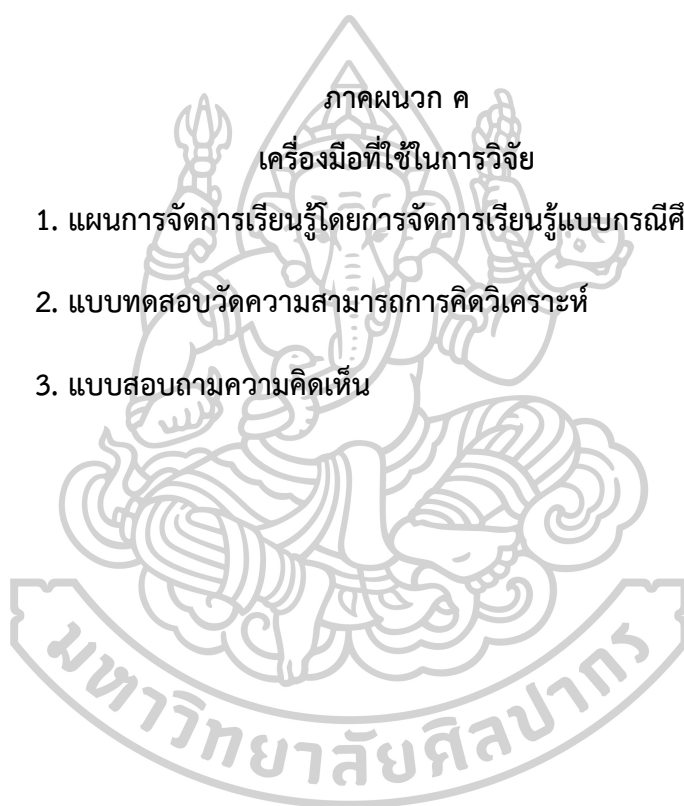 ภาคผนวก ค
เครื่องมือที่ใช้ในการวิจัย
1. แผนการจัดการเรียนรู้โดยการจัดการเรียนรู้แบบกรณีศึ
2. แบบทดสอบวัดความสามารถการคิดวิเคราะห์
3. แบบสอบถามความคิดเห็น
มหาวิทยาลัยศิลปากร